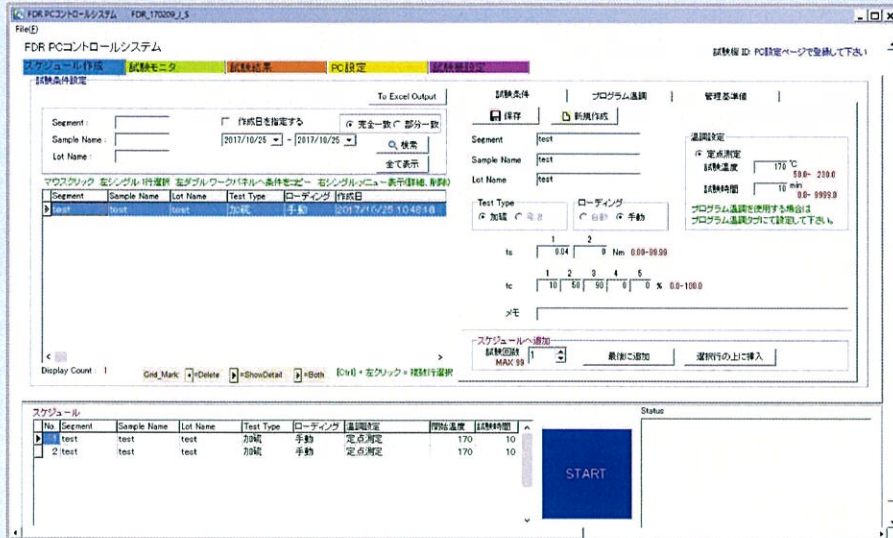 FDR PCコントロールシステム FDR_170209_J_S
File(F)
FDR PCコントロールシステム
試験機 ID: PC設定ページで登録して下さい
スケジュール作成 試験モニタ 試験結果 PC設定 試験機設定
試験条件設定
To Excel Output
Segment :
Sample Name :
Lot Name :
作成日を指定する
2017/10/25 - 2017/10/25
完全一致 部分一致
検索
全て表示
マウスクリック 左シングル:1行選択 左ダブル:ワークパネルへ条件をコピー 右シングル:メニュー表示(詳細、削除)
Segment Sample Name Lot Name Test Type ローディング 作成日
test test test 加硫 手動 2017/10/25 10:48:18
Display Count : 1
Grid_Mark: =Delete =ShowDetail =Both [Ctrl] + 左クリック = 複数行選択
試験条件 プログラム温調 管理基準値
保存 新規作成
Segment test
Sample Name test
Lot Name test
温調設定
定点測定
試験温度 170 ℃
50.0- 230.0
試験時間 10 min
0.0- 9999.0
プログラム温調を使用する場合は
プログラム温調タブにて設定して下さい。
Test Type
加硫
ローディング
自動 手動
1 2
ts 0.04 0 Nm 0.00-99.99
1 2 3 4 5
tc 10 50 90 0 0 % 0.0-100.0
メモ
スケジュールへ追加
試験回数 1
MAX 99
最後に追加 選択行の上に挿入
スケジュール
No. Segment Sample Name Lot Name Test Type ローディング 温調設定 開始温度 試験時間
1 test test test 加硫 手動 定点測定 170 10
2 test test test 加硫 手動 定点測定 170 10
START
Status